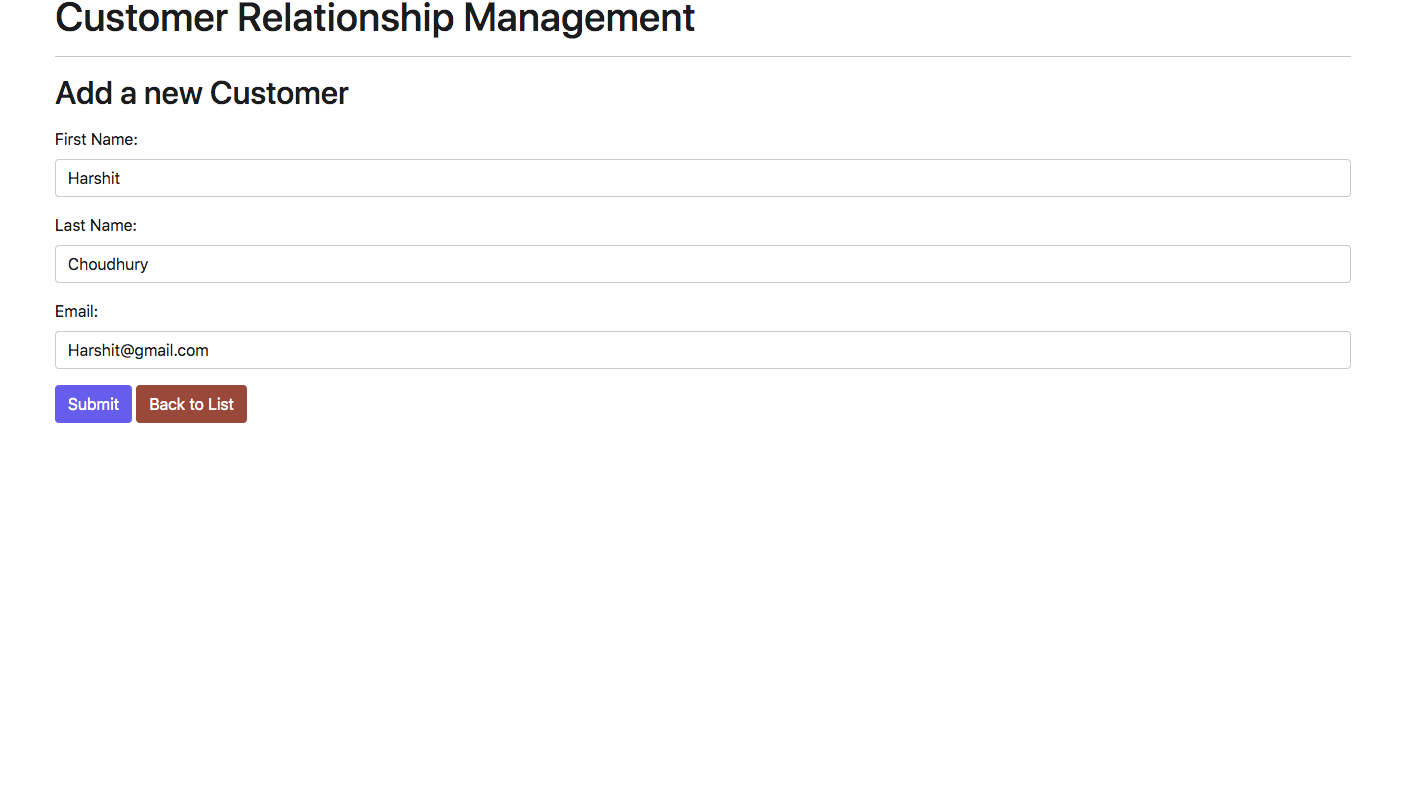 Customer Relationship Management
Add a new Customer
First Name:
Harshit
Last Name:
Choudhury
Email:
Harshit@gmail.com
Submit Back to List